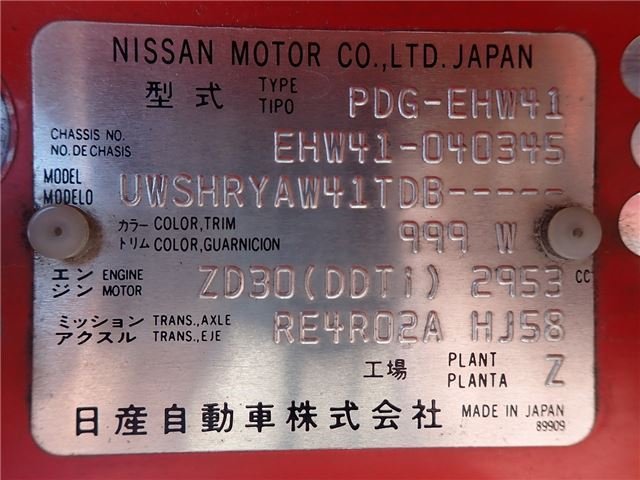 NISSAN MOTOR CO.,LTD. JAPAN
型式 TYPE TIPO PDG-EHW41
CHASSIS NO. NO. DE CHASIS EHW41-040345
MODEL MODELO UWSHRYAW41TDB-----
カラー COLOR,TRIM トリム COLOR,GUARNICION 999 W
エンジン ENGINE MOTOR ZD30(DDTi) 2953 CC
ミッション アクスル TRANS.,AXLE TRANS.,EJE RE4R02A HJ58
工場 PLANT PLANTA Z
日産自動車株式会社 MADE IN JAPAN
89909